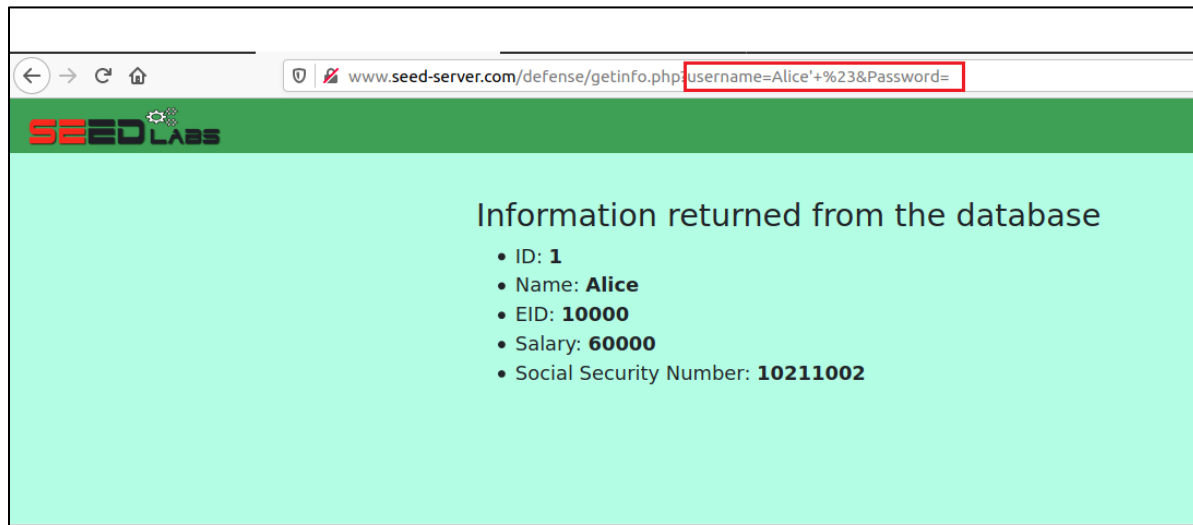 www.seed-server.com/defense/getinfo.php?username=Alice'+%23&Password=
SEED LABS
Information returned from the database
• ID: 1
• Name: Alice
• EID: 10000
• Salary: 60000
• Social Security Number: 10211002